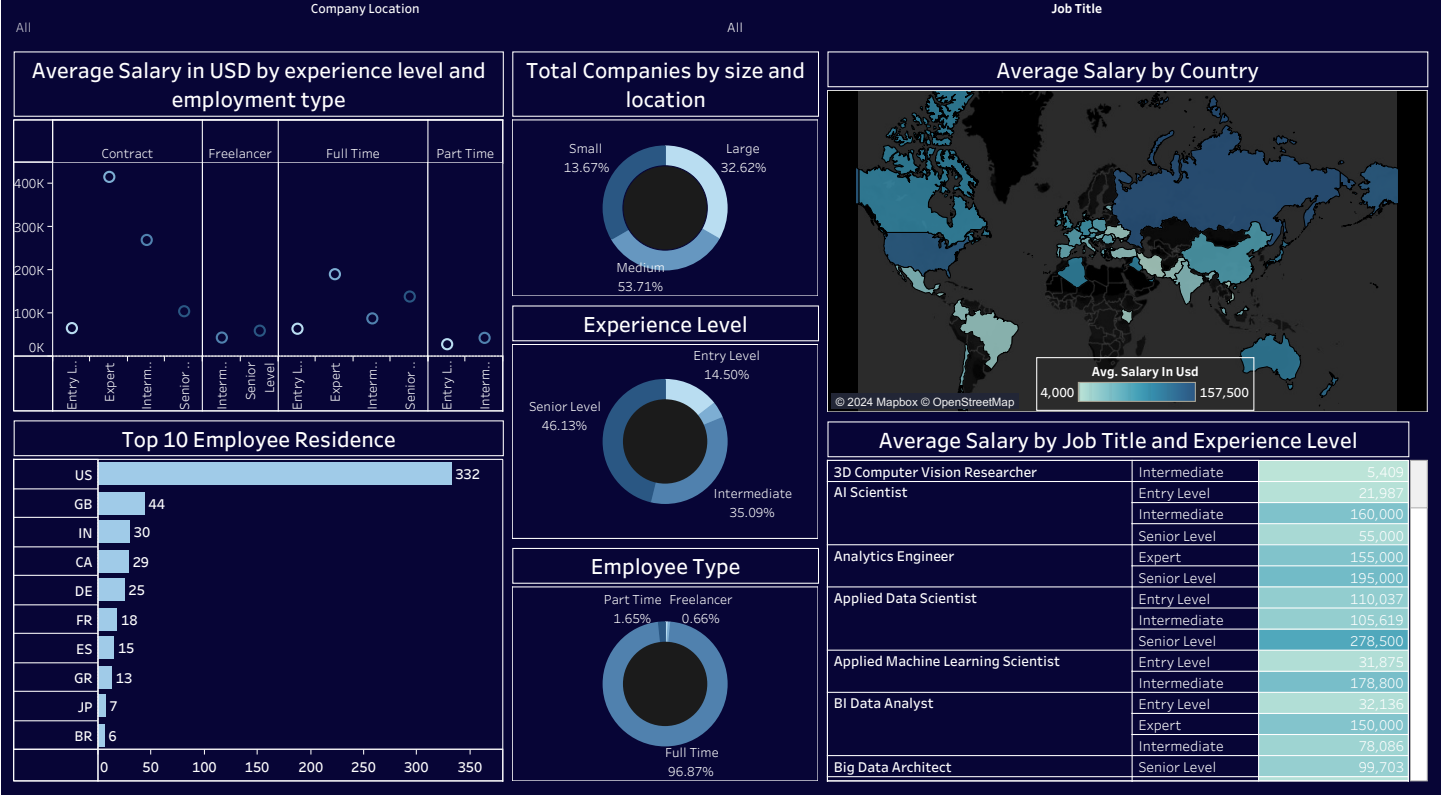 Company Location
Job Title
All
All
Average Salary in USD by experience level and
employment type
Contract
Freelancer
Full Time
Part Time
400K
300K
200K
100K
0K
Entry L..
Expert
Interm..
Senior ..
Interm..
Senior
Level
Entry L..
Expert
Interm..
Senior ..
Entry L..
Interm..
Top 10 Employee Residence
US 332
GB 44
IN 30
CA 29
DE 25
FR 18
ES 15
GR 13
JP 7
BR 6
0 50 100 150 200 250 300 350
Total Companies by size and
location
Small
13.67%
Large
32.62%
Medium
53.71%
Experience Level
Entry Level
14.50%
Senior Level
46.13%
Intermediate
35.09%
Employee Type
Part Time
1.65%
Freelancer
0.66%
Full Time
96.87%
Average Salary by Country
Avg. Salary In Usd
4,000 157,500
© 2024 Mapbox © OpenStreetMap
Average Salary by Job Title and Experience Level
3D Computer Vision Researcher Intermediate 5,409
AI Scientist Entry Level 21,987
Intermediate 160,000
Senior Level 55,000
Analytics Engineer Expert 155,000
Senior Level 195,000
Applied Data Scientist Entry Level 110,037
Intermediate 105,619
Senior Level 278,500
Applied Machine Learning Scientist Entry Level 31,875
Intermediate 178,800
BI Data Analyst Entry Level 32,136
Expert 150,000
Intermediate 78,086
Big Data Architect Senior Level 99,703